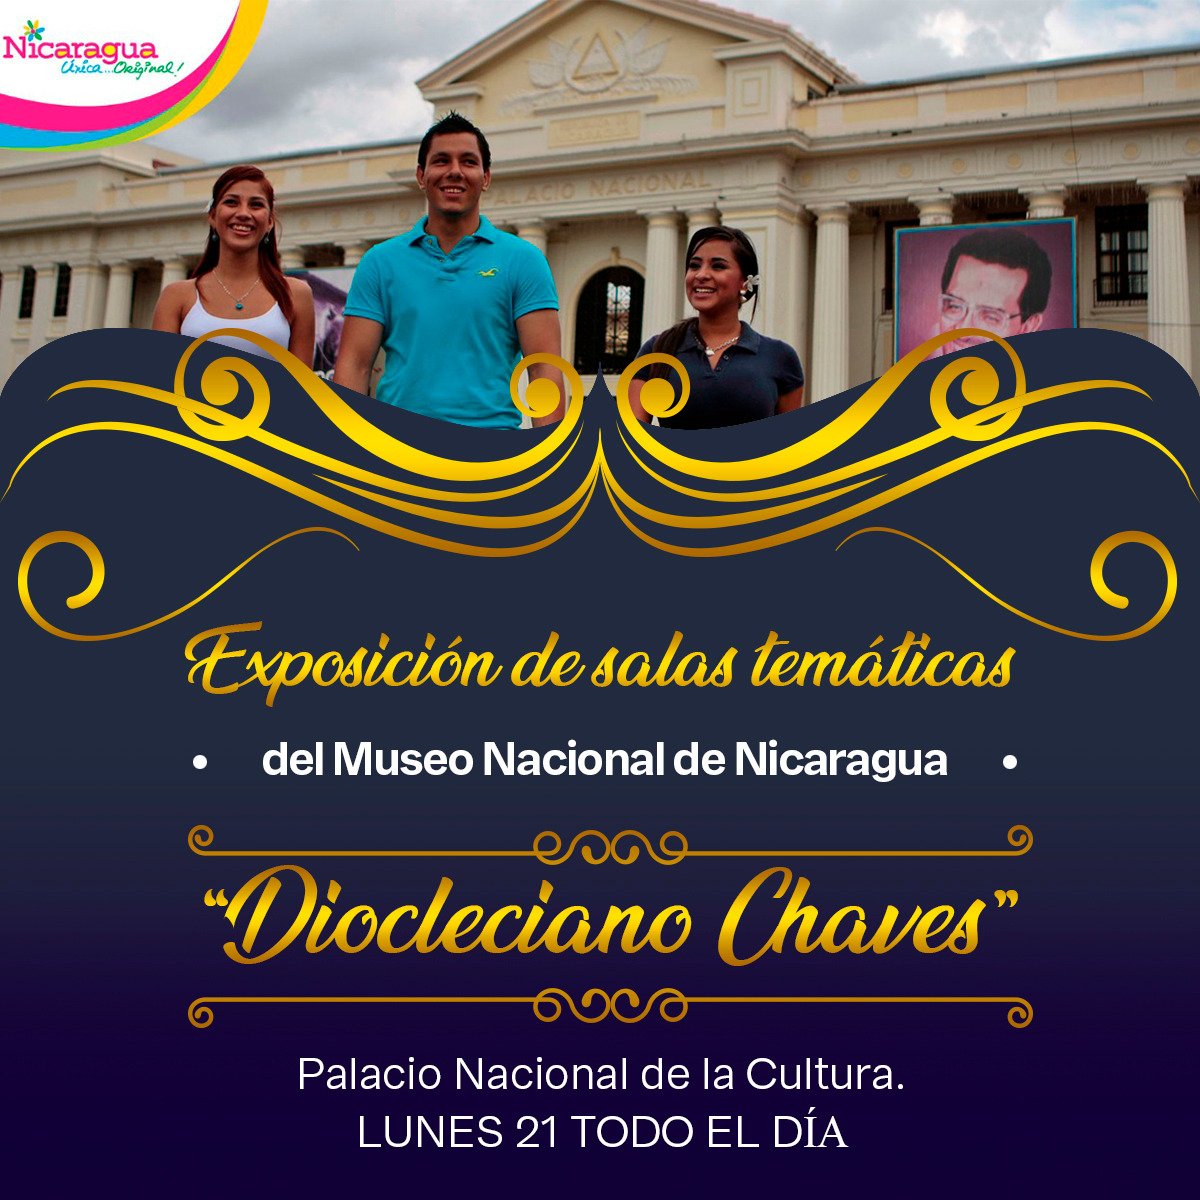 Nicaragua
Única...Original!
PALACIO NACIONAL
Exposición de salas temáticas
• del Museo Nacional de Nicaragua •
“Diocleciano Chaves”
Palacio Nacional de la Cultura.
LUNES 21 TODO EL DÍA